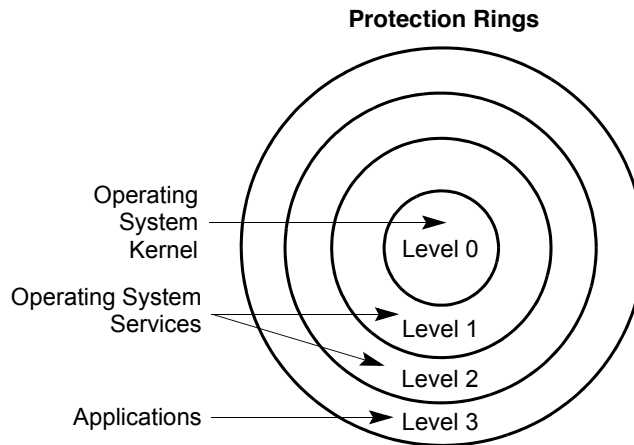 Protection Rings
Operating
System
Kernel
Level 0
Operating System
Services
Level 1
Level 2
Applications
Level 3